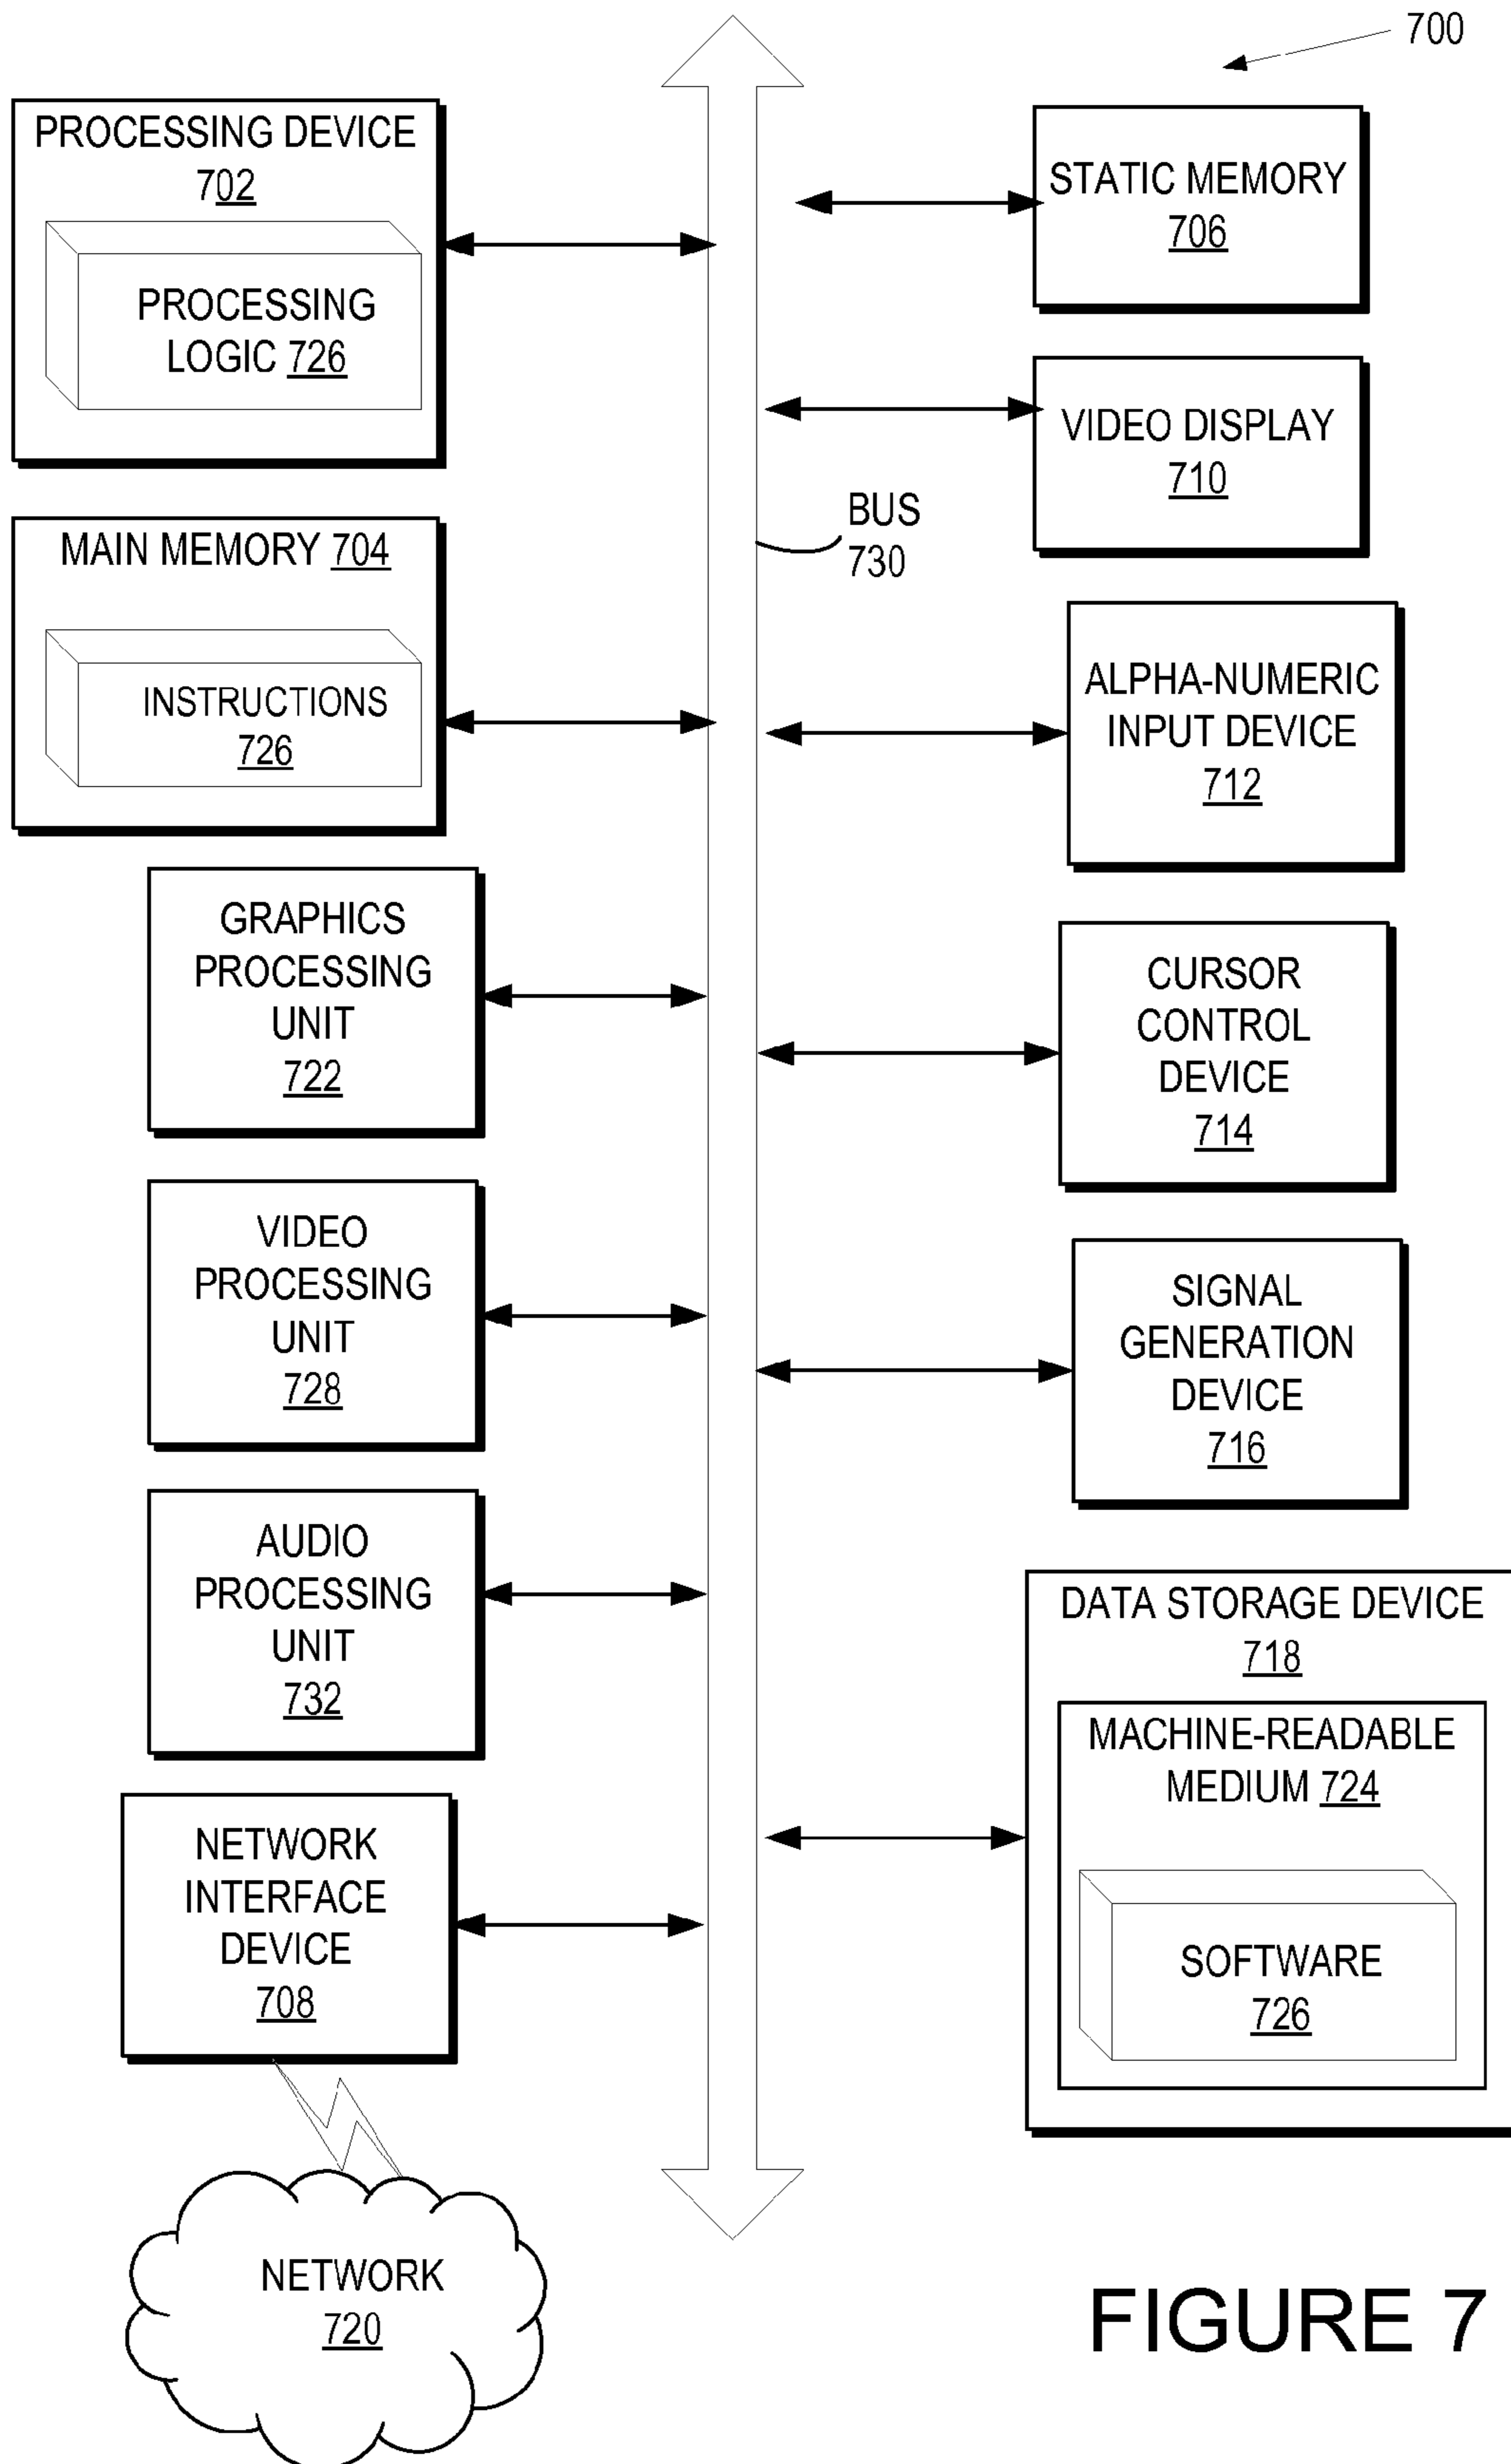 700
PROCESSING DEVICE
702
PROCESSING
LOGIC 726
MAIN MEMORY 704
INSTRUCTIONS
726
GRAPHICS
PROCESSING
UNIT
722
VIDEO
PROCESSING
UNIT
728
AUDIO
PROCESSING
UNIT
732
NETWORK
INTERFACE
DEVICE
708
NETWORK
720
BUS
730
STATIC MEMORY
706
VIDEO DISPLAY
710
ALPHA-NUMERIC
INPUT DEVICE
712
CURSOR
CONTROL
DEVICE
714
SIGNAL
GENERATION
DEVICE
716
DATA STORAGE DEVICE
718
MACHINE-READABLE
MEDIUM 724
SOFTWARE
726
FIGURE 7